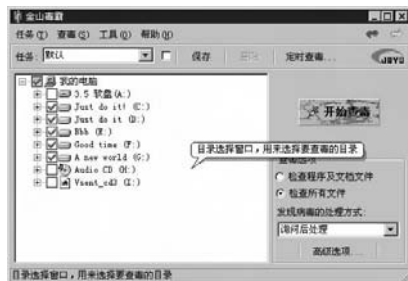 金山毒霸
任务(T) 查毒(S) 工具(O) 帮助(Q)
任务: 默认 保存 定时查毒...
我的电脑
3.5 软盘(A:)
Just do it! (C:)
Just do it (D:)
Bbb (E:)
Good time (F:)
A new world (G:)
Audio CD (H:)
Vsent_cd3 (I:)
开始查毒
目录选择窗口，用来选择要查毒的目录
查毒选项
检查程序及文档文件
检查所有文件
发现病毒的处理方式:
询问后处理
高级选项...
目录选择窗口，用来选择要查毒的目录